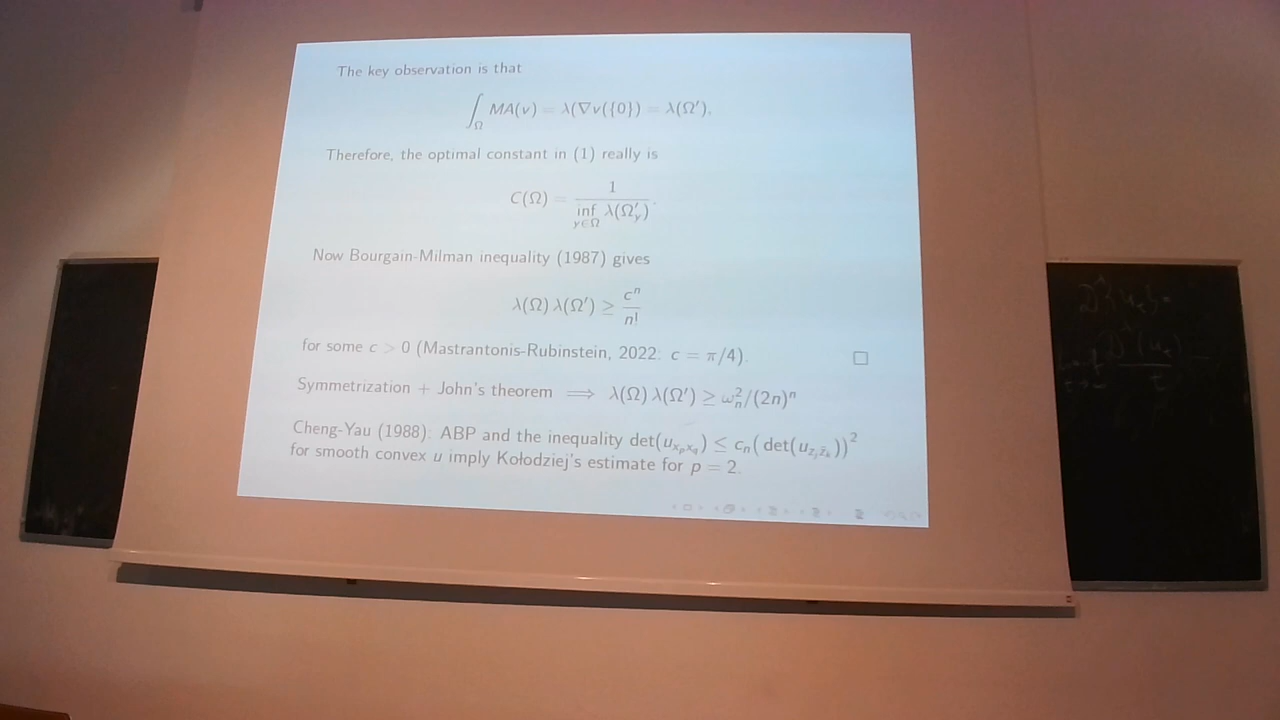 The key observation is that
∫_Ω MA(v) = λ(∇v({0}) = λ(Ω′).
Therefore, the optimal constant in (1) really is
C(Ω) = 1 / inf_{y∈Ω} λ(Ω′_y) .
Now Bourgain-Milman inequality (1987) gives
λ(Ω) λ(Ω′) ≥ cⁿ / n!
for some c > 0 (Mastrantonis-Rubinstein, 2022: c = π/4). □
Symmetrization + John's theorem ⟹ λ(Ω) λ(Ω′) ≥ ω_n²/(2n)ⁿ
Cheng-Yau (1988): ABP and the inequality det(u_{x_p x_q}) ≤ c_n( det(u_{z_j z̄_k}))²
for smooth convex u imply Kołodziej's estimate for p = 2.